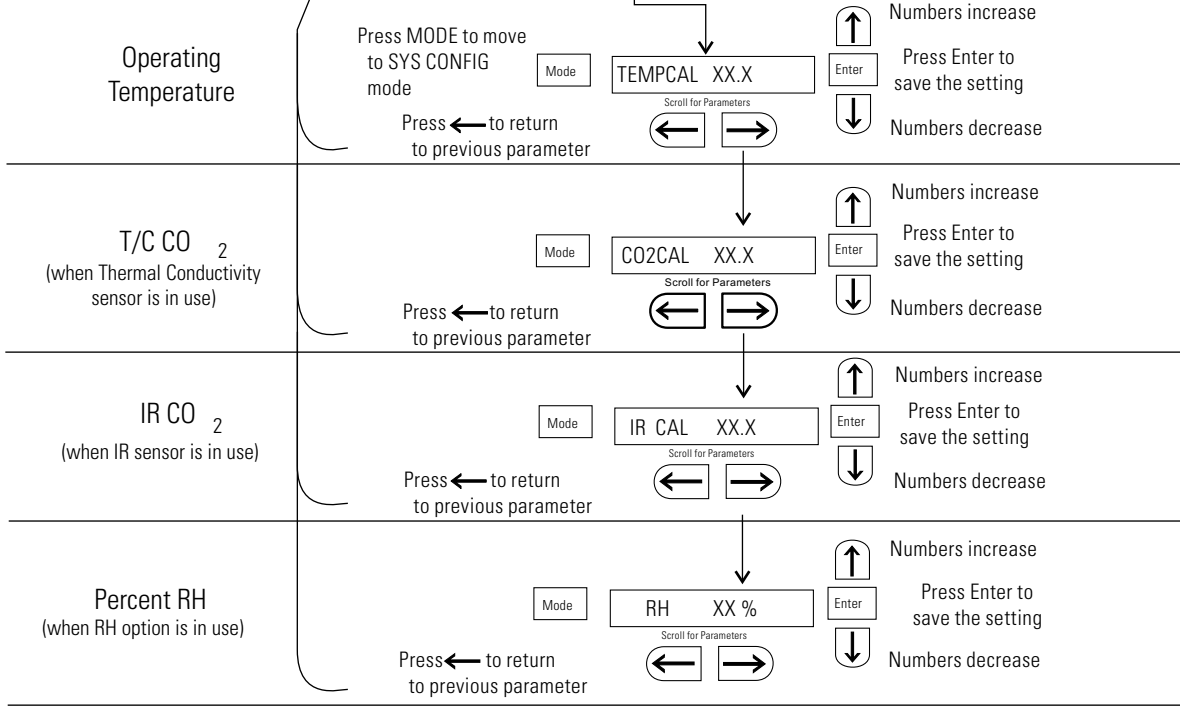 Operating
Temperature
Press MODE to move
to SYS CONFIG
mode
Press to return
to previous parameter
Mode
TEMPCAL XX.X
Scroll for Parameters
Numbers increase
Enter
Press Enter to
save the setting
Numbers decrease
T/C CO 2
(when Thermal Conductivity
sensor is in use)
Press to return
to previous parameter
Mode
CO2CAL XX.X
Scroll for Parameters
Numbers increase
Enter
Press Enter to
save the setting
Numbers decrease
IR CO 2
(when IR sensor is in use)
Press to return
to previous parameter
Mode
IR CAL XX.X
Scroll for Parameters
Numbers increase
Enter
Press Enter to
save the setting
Numbers decrease
Percent RH
(when RH option is in use)
Press to return
to previous parameter
Mode
RH XX %
Scroll for Parameters
Numbers increase
Enter
Press Enter to
save the setting
Numbers decrease